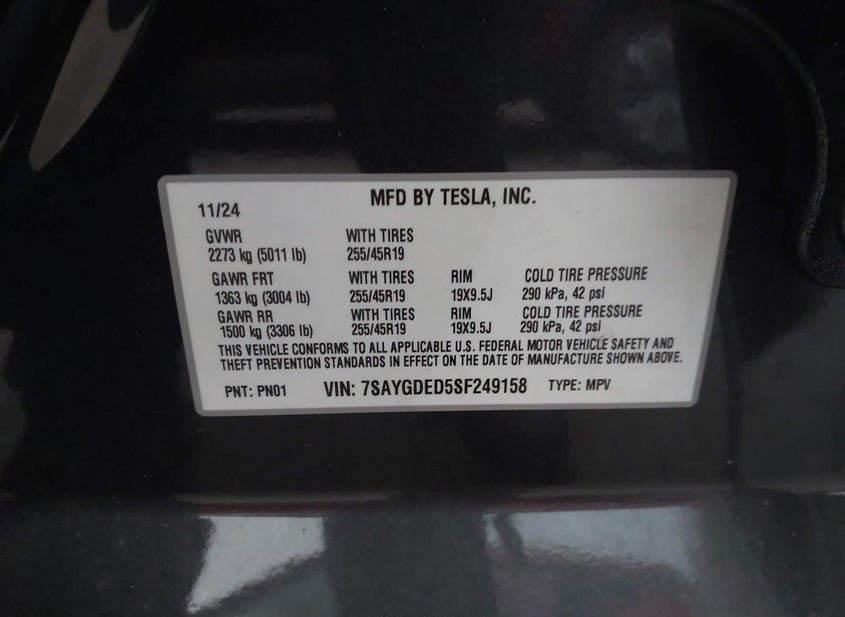 MFD BY TESLA, INC.
11/24
GVWR WITH TIRES
2273 kg (5011 lb) 255/45R19
GAWR FRT WITH TIRES RIM COLD TIRE PRESSURE
1363 kg (3004 lb) 255/45R19 19X9.5J 290 kPa, 42 psi
GAWR RR WITH TIRES RIM COLD TIRE PRESSURE
1500 kg (3306 lb) 255/45R19 19X9.5J 290 kPa, 42 psi
THIS VEHICLE CONFORMS TO ALL APPLICABLE U.S. FEDERAL MOTOR VEHICLE SAFETY AND
THEFT PREVENTION STANDARDS IN EFFECT ON THE DATE OF MANUFACTURE SHOWN ABOVE.
PNT: PN01 VIN: 7SAYGDED5SF249158 TYPE: MPV